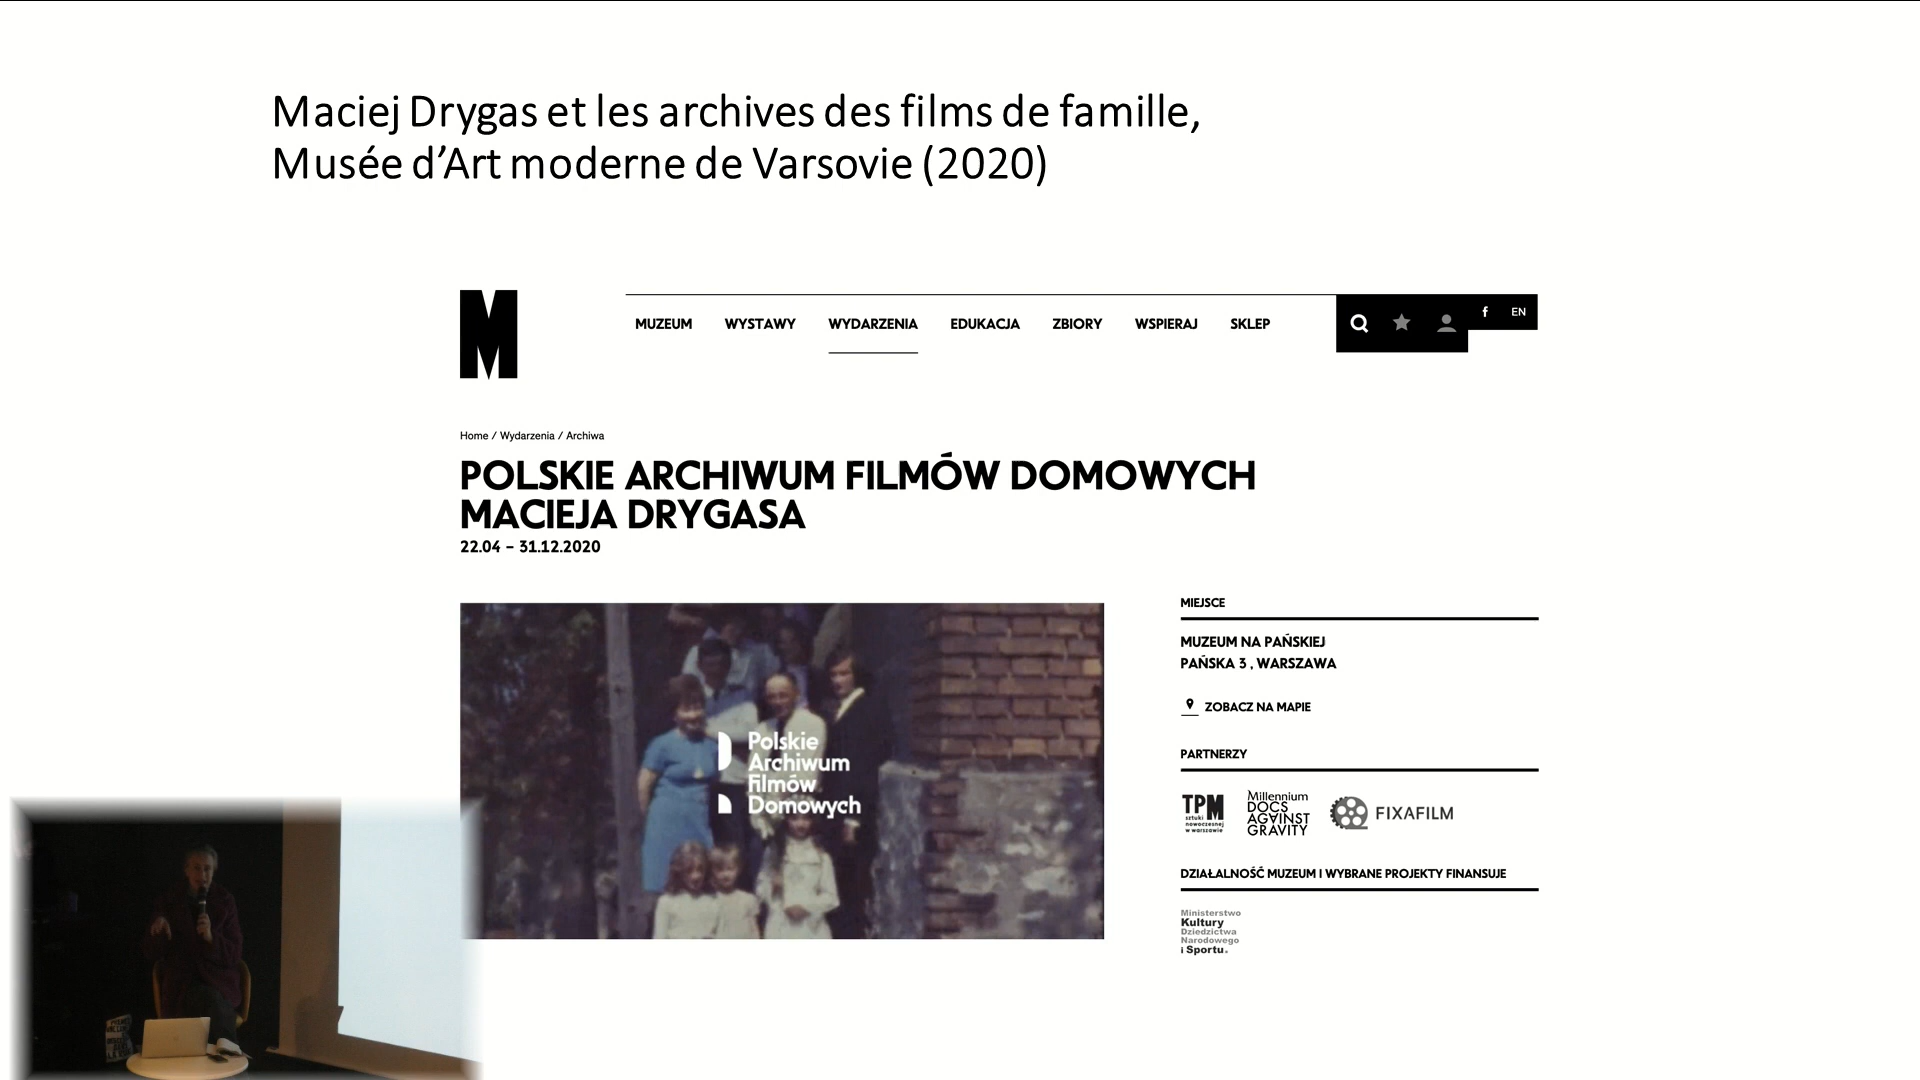 Maciej Drygas et les archives des films de famille,
Musée d’Art moderne de Varsovie (2020)
M
MUZEUM WYSTAWY WYDARZENIA EDUKACJA ZBIORY WSPIERAJ SKLEP
f EN
Home / Wydarzenia / Archiwa
POLSKIE ARCHIWUM FILMÓW DOMOWYCH
MACIEJA DRYGASA
22.04 – 31.12.2020
Polskie
Archiwum
filmów
Domowych
MIEJSCE
MUZEUM NA PAŃSKIEJ
PAŃSKA 3 , WARSZAWA
ZOBACZ NA MAPIE
PARTNERZY
TPM
sztuki
nowoczesnej
w warszawie
Millennium
DOCS
AGAINST
GRAVITY
FIXAFILM
DZIAŁALNOŚĆ MUZEUM I WYBRANE PROJEKTY FINANSUJE
Ministerstwo
Kultury
Dziedzictwa
Narodowego
i Sportu.